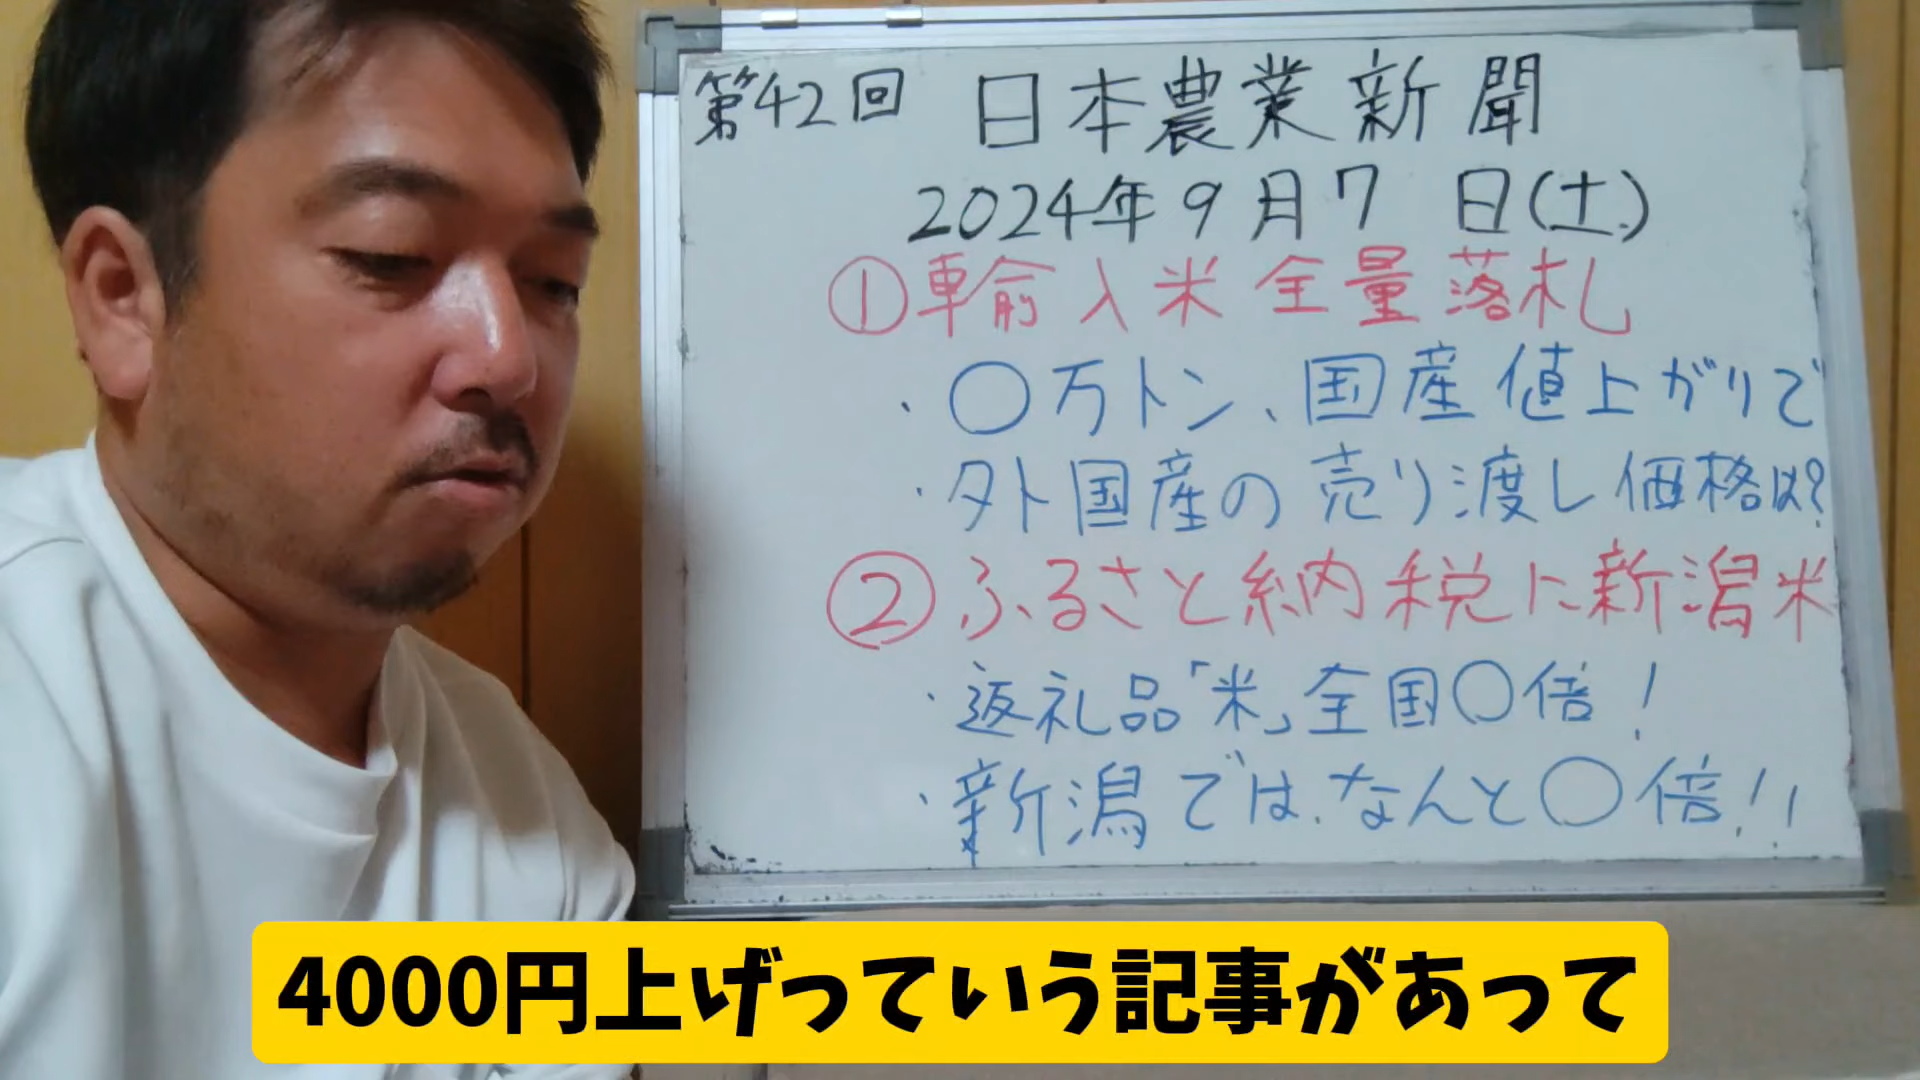 第42回 日本農業新聞
2024年9月7日(土)
①輸入米全量落札
・〇万トン、国産値上がりで
・外国産の売り渡し価格は?
②ふるさと納税に新潟米
・返礼品「米」全国〇倍!
・新潟では、なんと〇倍!!
4000円上げっていう記事があって